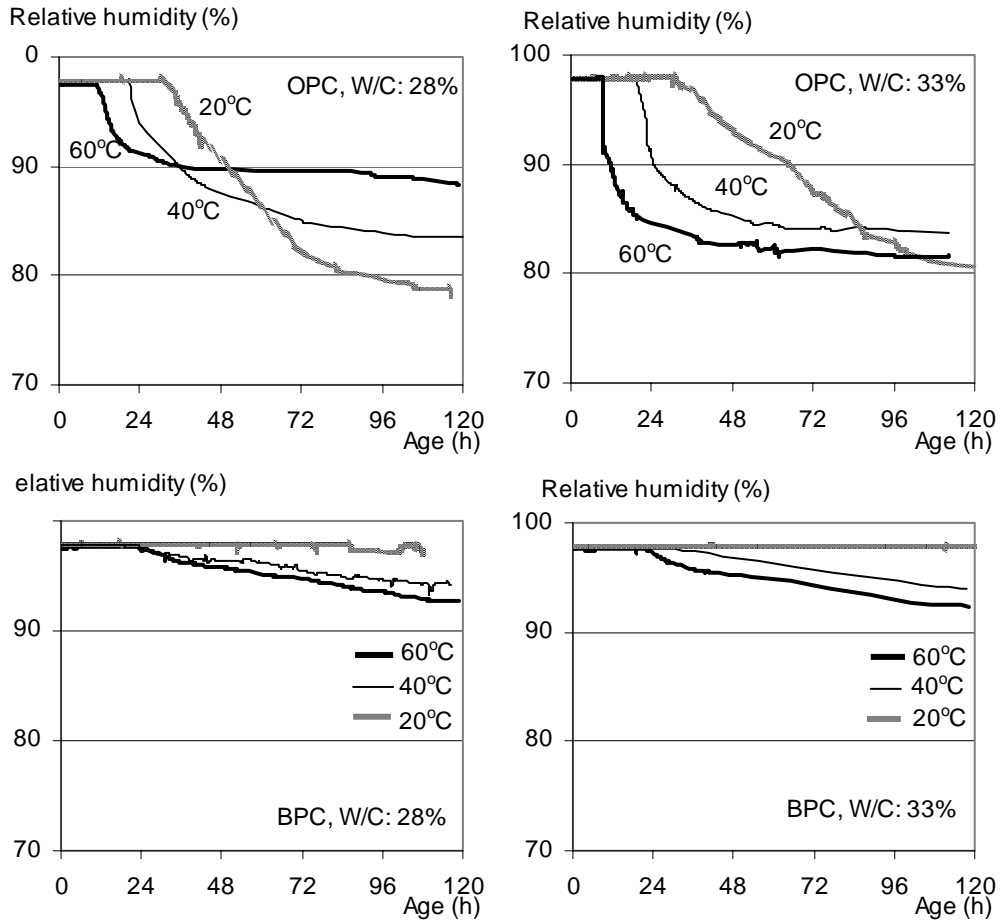 Relative humidity (%)
0
90
80
70
0 24 48 72 96 120
Age (h)
OPC, W/C: 28%
20°C
60°C
40°C
Relative humidity (%)
100
90
80
70
0 24 48 72 96 120
Age (h)
OPC, W/C: 33%
20°C
40°C
60°C
elative humidity (%)
90
80
70
0 24 48 72 96 120
Age (h)
60°C
40°C
20°C
BPC, W/C: 28%
Relative humidity (%)
100
90
80
70
0 24 48 72 96 120
Age (h)
60°C
40°C
20°C
BPC, W/C: 33%